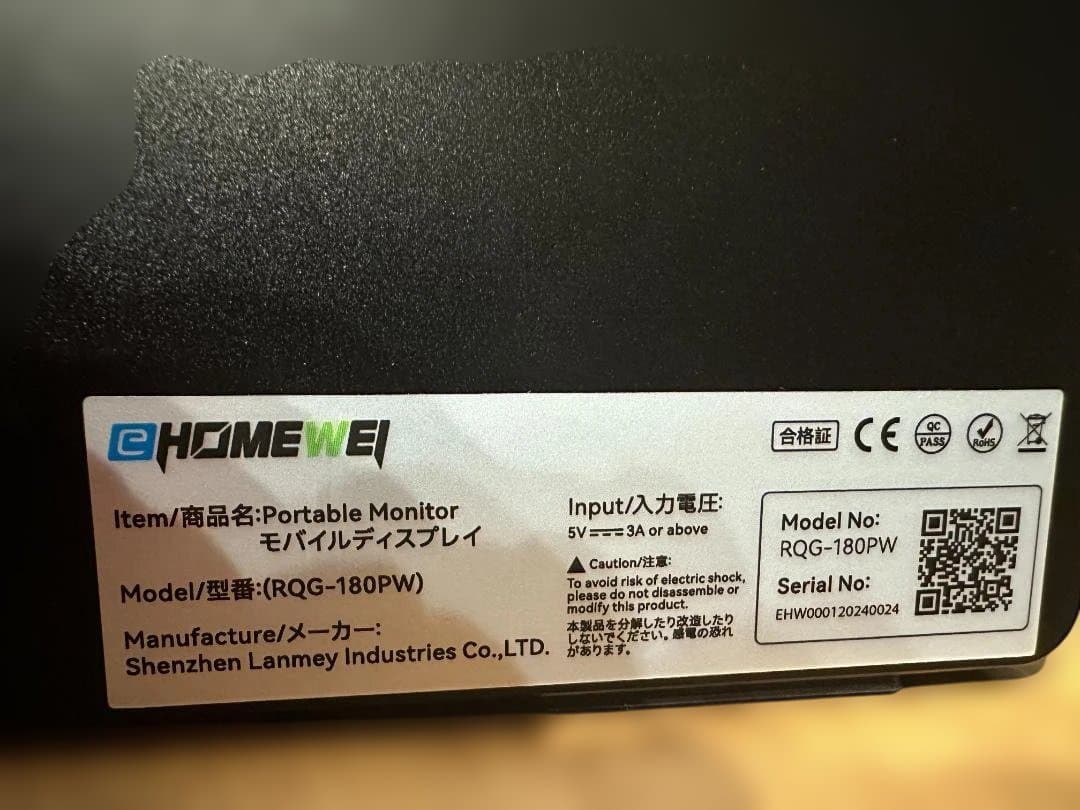 eHOMEWEI
合格証 CE QC PASS RoHS
Item/商品名:Portable Monitor
モバイルディスプレイ
Model/型番:(RQG-180PW)
Manufacture/メーカー:
Shenzhen Lanmey Industries Co.,LTD.
Input/入力電圧:
5V⎓3A or above
▲ Caution/注意:
To avoid risk of electric shock,
please do not disassemble or
modify this product.
本製品を分解したり改造したり
しないでください。感電の恐れ
があります。
Model No:
RQG-180PW
Serial No:
EHW000120240024